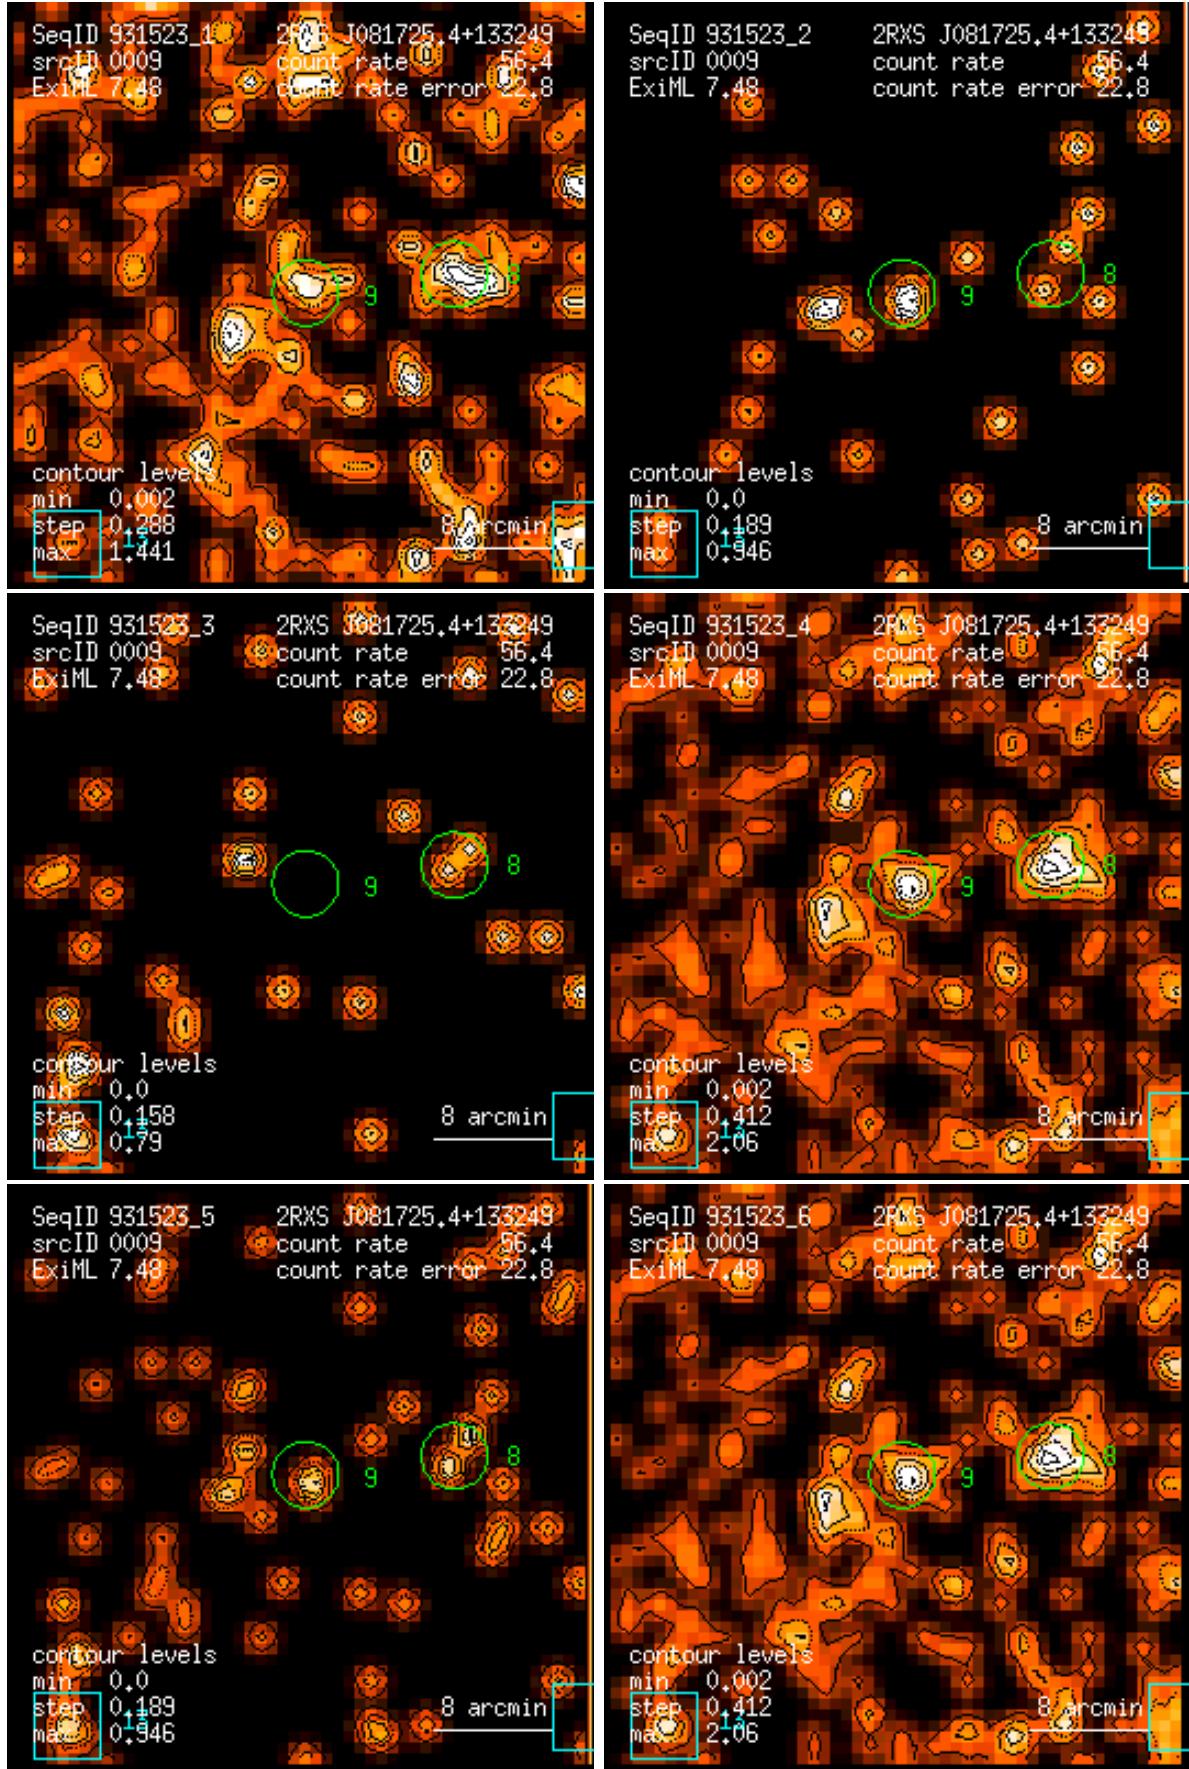 SeqID 931523_1 2RXS J081725.4+133249
srcID 0009 count rate 56.4
ExiML 7.48 count rate error 22.8
8
9
contour levels
min 0.002
step 0.288 8 arcmin
max 1.441
SeqID 931523_2 2RXS J081725.4+133249
srcID 0009 count rate 56.4
ExiML 7.48 count rate error 22.8
8
9
contour levels
min 0.0
step 0.189 8 arcmin
max 0.946
SeqID 931523_3 2RXS J081725.4+133249
srcID 0009 count rate 56.4
ExiML 7.48 count rate error 22.8
8
9
contour levels
min 0.0
step 0.158 8 arcmin
max 0.79
SeqID 931523_4 2RXS J081725.4+133249
srcID 0009 count rate 56.4
ExiML 7.48 count rate error 22.8
8
9
contour levels
min 0.002
step 0.412 8 arcmin
max 2.06
SeqID 931523_5 2RXS J081725.4+133249
srcID 0009 count rate 56.4
ExiML 7.48 count rate error 22.8
8
9
contour levels
min 0.0
step 0.189 8 arcmin
max 0.946
SeqID 931523_6 2RXS J081725.4+133249
srcID 0009 count rate 56.4
ExiML 7.48 count rate error 22.8
8
9
contour levels
min 0.002
step 0.412 8 arcmin
max 2.06